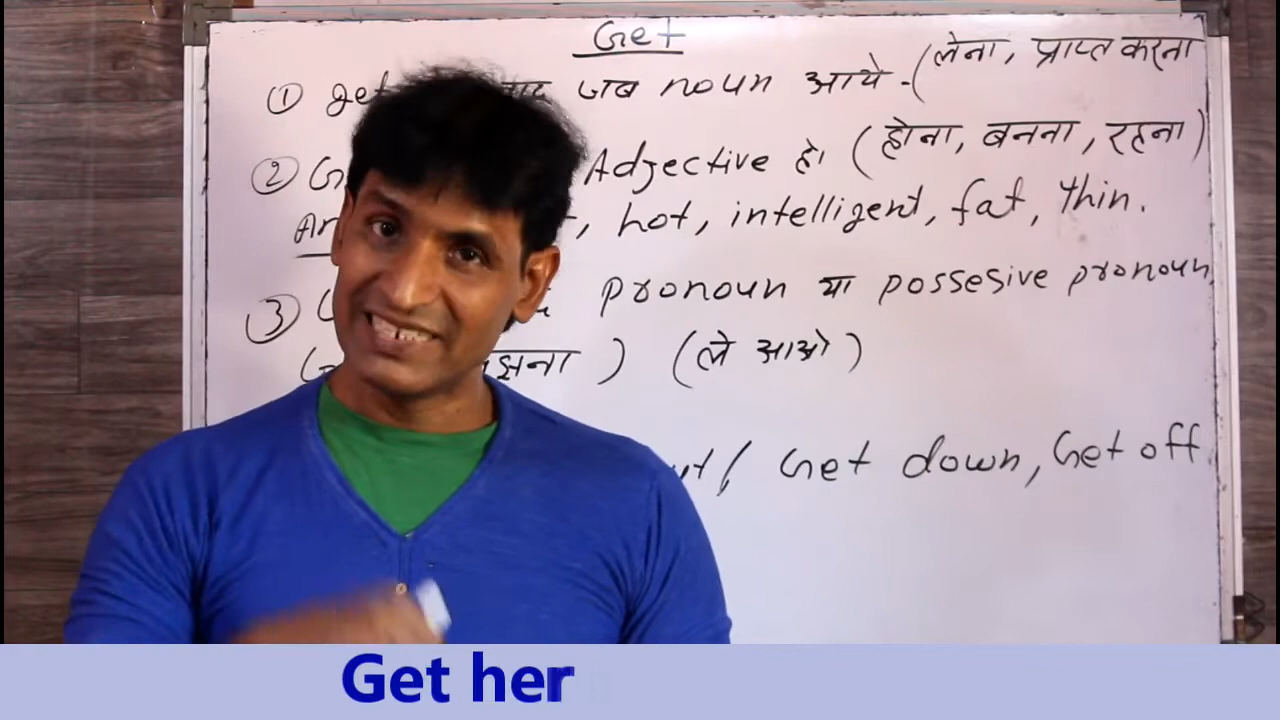 Get
(लेना, प्राप्त करना
① get बाद जब noun आये -
② G Adjective हो (होना, बनना, रहना)
hot, intelligent, fat, thin.
③ pronoun या possesive pronoun
(ले आओ)
Get down, Get off
Get her